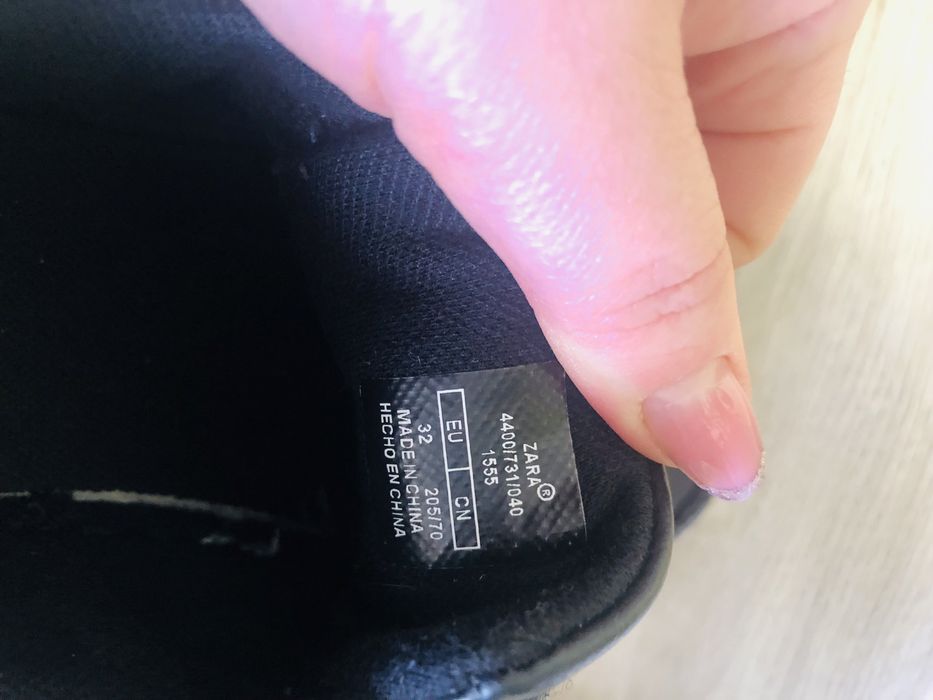 ZARA®
4400/731/040
1555
EU CN
32 205/70
MADE IN CHINA
HECHO EN CHINA